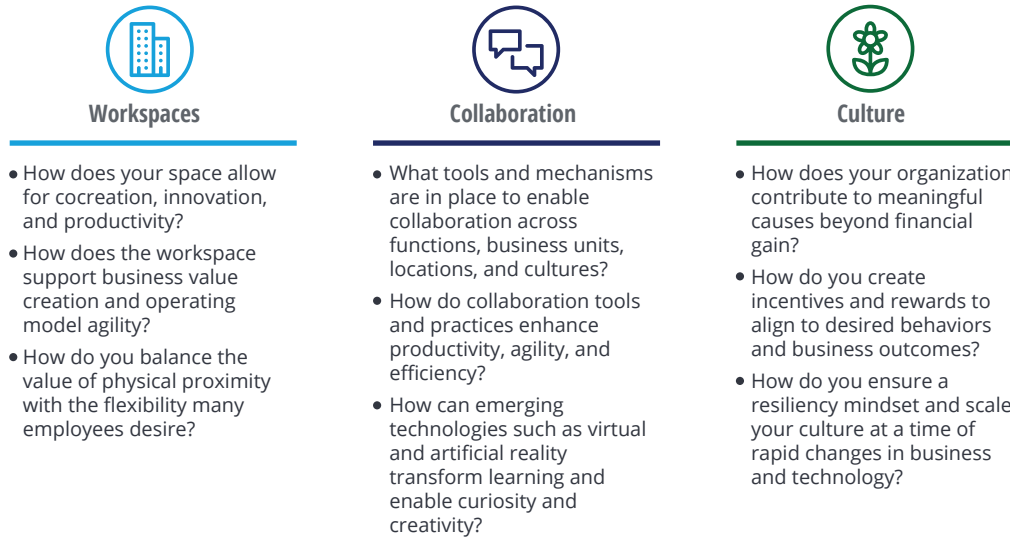 Workspaces
• How does your space allow
for cocreation, innovation,
and productivity?
• How does the workspace
support business value
creation and operating
model agility?
• How do you balance the
value of physical proximity
with the flexibility many
employees desire?
Collaboration
• What tools and mechanisms
are in place to enable
collaboration across
functions, business units,
locations, and cultures?
• How do collaboration tools
and practices enhance
productivity, agility, and
efficiency?
• How can emerging
technologies such as virtual
and artificial reality
transform learning and
enable curiosity and
creativity?
Culture
• How does your organization
contribute to meaningful
causes beyond financial
gain?
• How do you create
incentives and rewards to
align to desired behaviors
and business outcomes?
• How do you ensure a
resiliency mindset and scale
your culture at a time of
rapid changes in business
and technology?